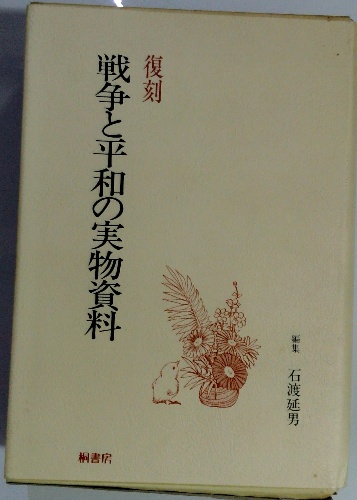 復刻
戦争と平和の実物資料
編集 石渡延男
桐書房